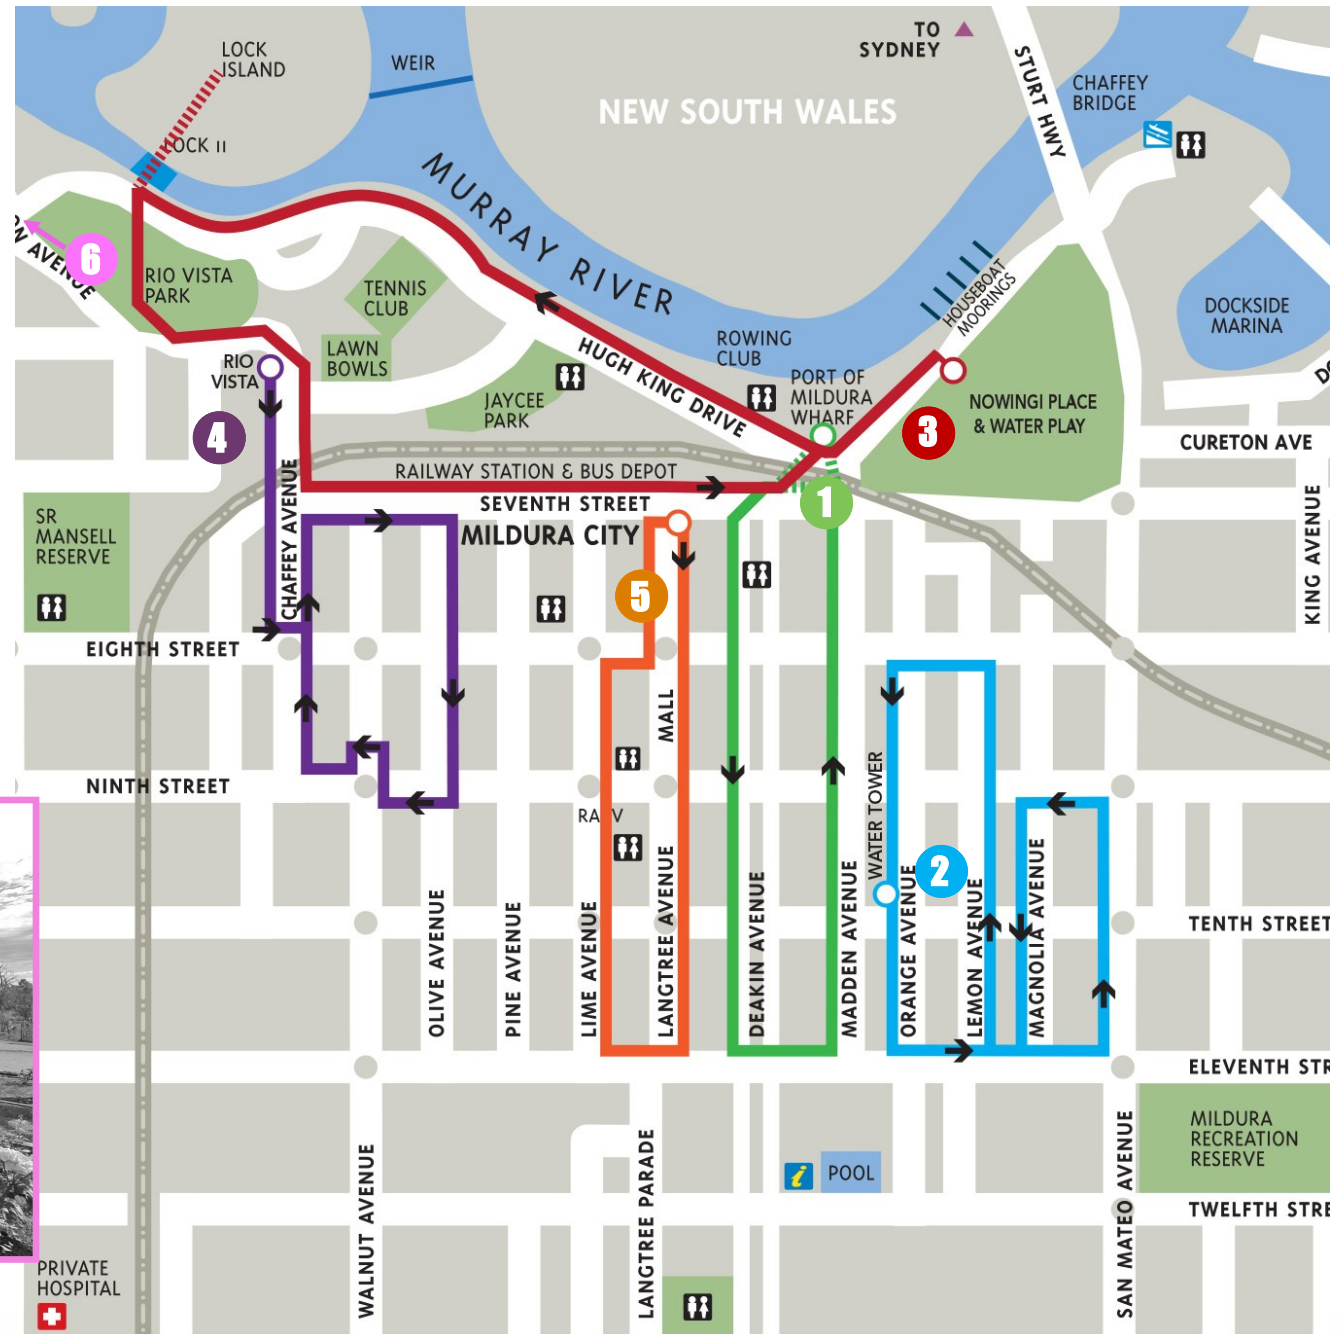 TO
SYDNEY
LOCK
ISLAND
WEIR
STURT HWY
CHAFFEY
BRIDGE
NEW SOUTH WALES
LOCK 11
MURRAY RIVER
6
RIO VISTA
PARK
TENNIS
CLUB
HOUSEBOAT
MOORINGS
DOCKSIDE
MARINA
LAWN
BOWLS
RIO
VISTA
HUGH KING DRIVE
ROWING
CLUB
PORT OF
MILDURA
WHARF
JAYCEE
PARK
NOWINGI PLACE
& WATER PLAY
4
3
CURETON AVE
RAILWAY STATION & BUS DEPOT
SEVENTH STREET
1
MILDURA CITY
CHAFFEY AVENUE
SR
MANSELL
RESERVE
KING AVENUE
5
EIGHTH STREET
MALL
NINTH STREET
WATER TOWER
2
OLIVE AVENUE
PINE AVENUE
LIME AVENUE
LANGTREE AVENUE
DEAKIN AVENUE
MADDEN AVENUE
ORANGE AVENUE
LEMON AVENUE
MAGNOLIA AVENUE
TENTH STREET
ELEVENTH STR
MILDURA
RECREATION
RESERVE
i
POOL
WALNUT AVENUE
LANGTREE PARADE
SAN MATEO AVENUE
TWELFTH STRE
PRIVATE
HOSPITAL